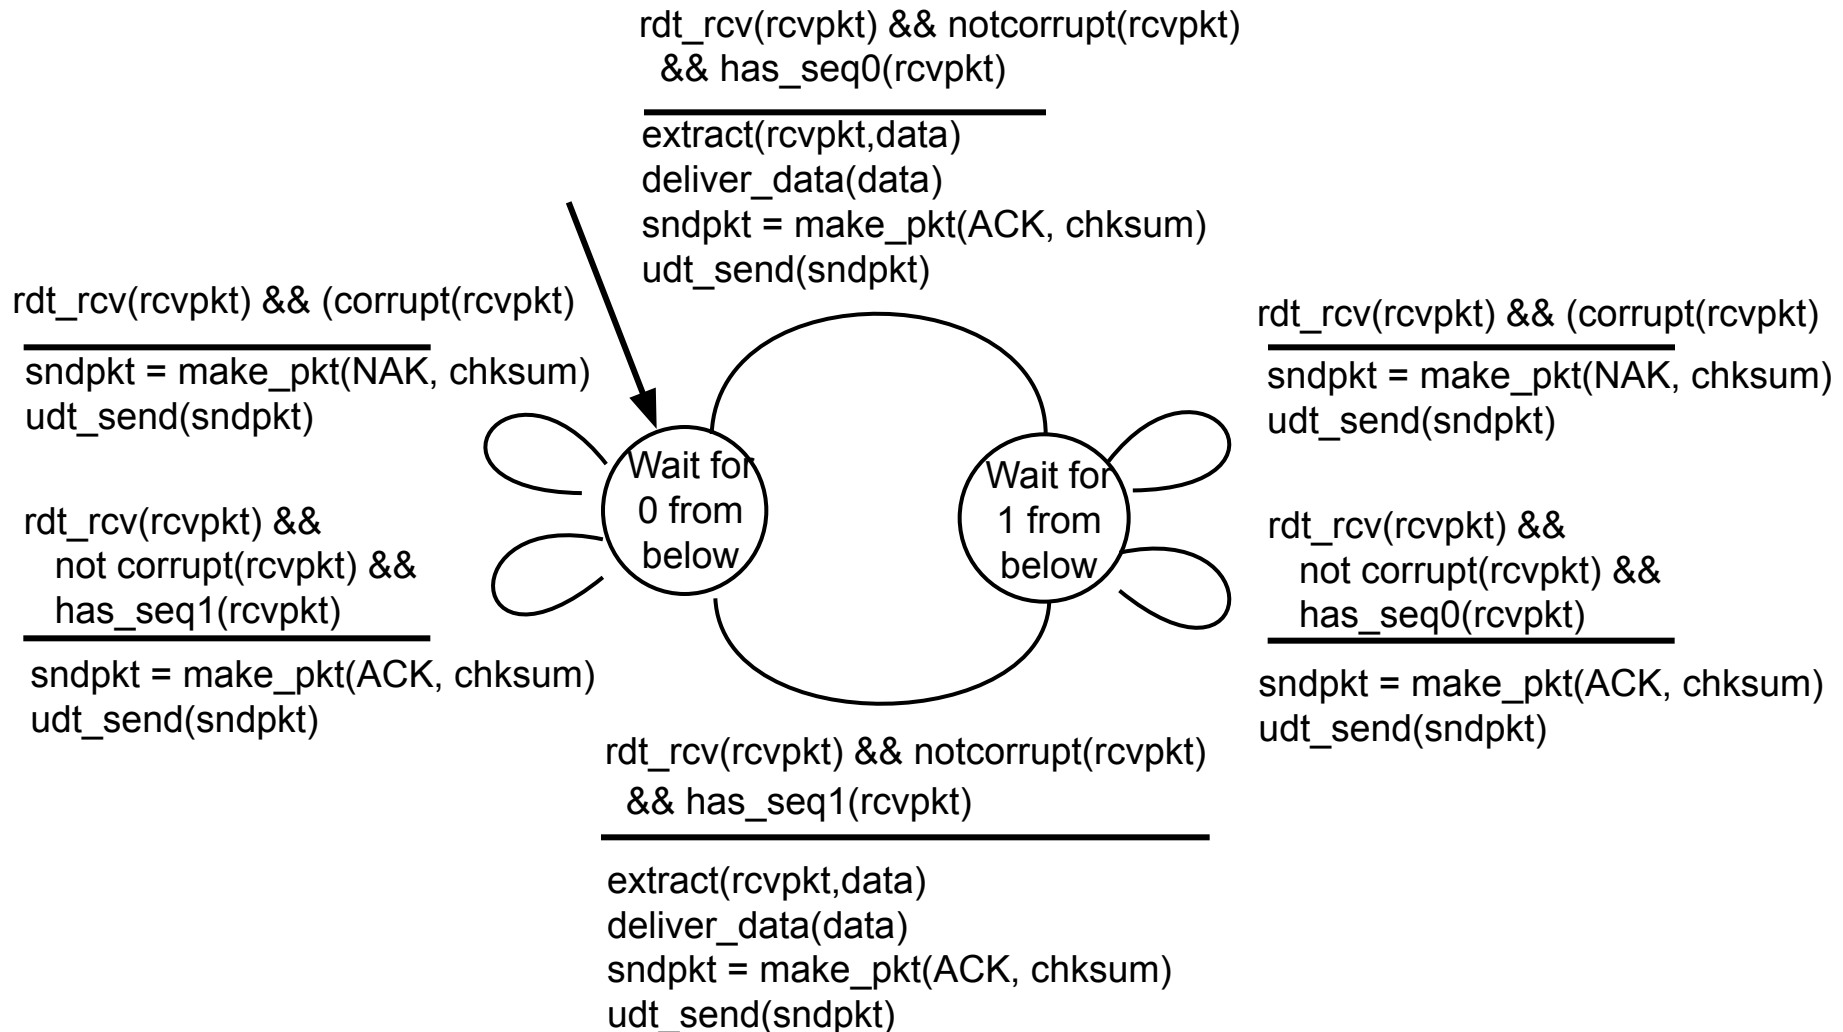 rdt_rcv(rcvpkt) && notcorrupt(rcvpkt)
&& has_seq0(rcvpkt)
extract(rcvpkt,data)
deliver_data(data)
sndpkt = make_pkt(ACK, chksum)
udt_send(sndpkt)
rdt_rcv(rcvpkt) && (corrupt(rcvpkt)
sndpkt = make_pkt(NAK, chksum)
udt_send(sndpkt)
rdt_rcv(rcvpkt) &&
not corrupt(rcvpkt) &&
has_seq1(rcvpkt)
sndpkt = make_pkt(ACK, chksum)
udt_send(sndpkt)
Wait for
0 from
below
Wait for
1 from
below
rdt_rcv(rcvpkt) && (corrupt(rcvpkt)
sndpkt = make_pkt(NAK, chksum)
udt_send(sndpkt)
rdt_rcv(rcvpkt) &&
not corrupt(rcvpkt) &&
has_seq0(rcvpkt)
sndpkt = make_pkt(ACK, chksum)
udt_send(sndpkt)
rdt_rcv(rcvpkt) && notcorrupt(rcvpkt)
&& has_seq1(rcvpkt)
extract(rcvpkt,data)
deliver_data(data)
sndpkt = make_pkt(ACK, chksum)
udt_send(sndpkt)